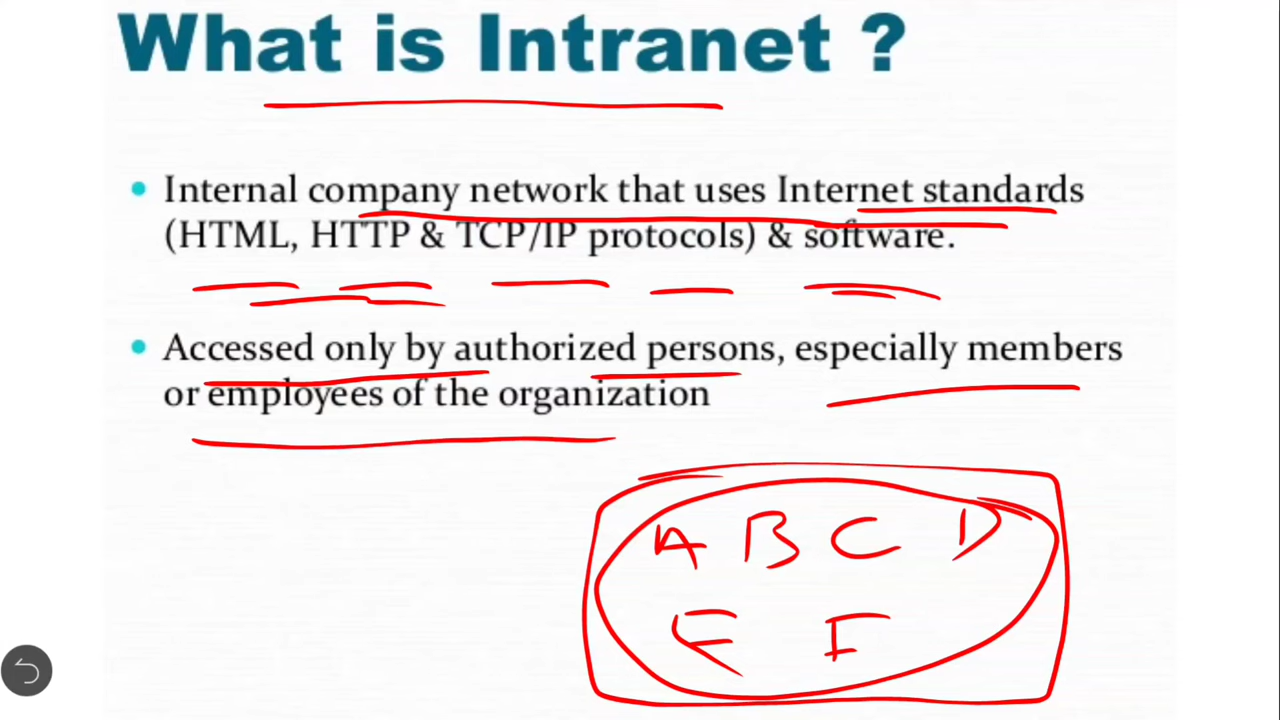 What is Intranet ?
• Internal company network that uses Internet standards
(HTML, HTTP & TCP/IP protocols) & software.
• Accessed only by authorized persons, especially members
or employees of the organization
A B C D
E F